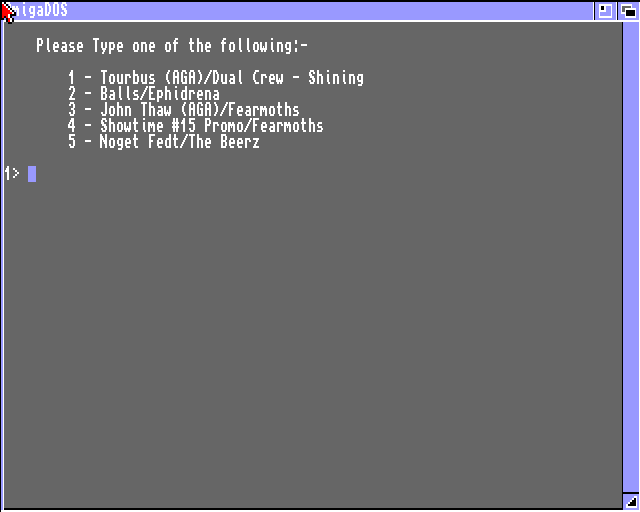 migaDOS
Please Type one of the following:-
1 - Tourbus (AGA)/Dual Crew - Shining
2 - Balls/Ephidrena
3 - John Thaw (AGA)/Fearmoths
4 - Showtime #15 Promo/Fearmoths
5 - Noget Fedt/The Beerz
1>